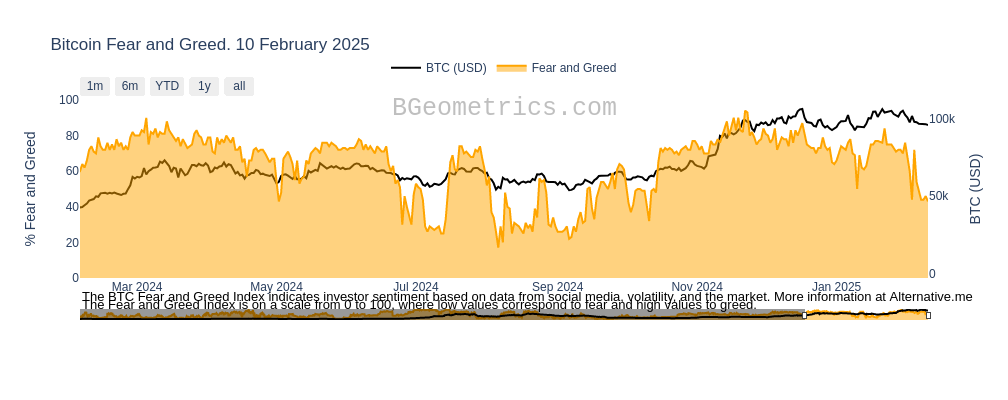 Bitcoin Fear and Greed. 10 February 2025
BTC (USD) Fear and Greed
1m 6m YTD 1y all
BGeometrics.com
100
80
60
40
20
0
% Fear and Greed
100k
50k
0
BTC (USD)
Mar 2024 May 2024 Jul 2024 Sep 2024 Nov 2024 Jan 2025
The BTC Fear and Greed Index indicates investor sentiment based on data from social media, volatility, and the market. More information at Alternative.me
The Fear and Greed Index is on a scale from 0 to 100, where low values correspond to fear and high values to greed.